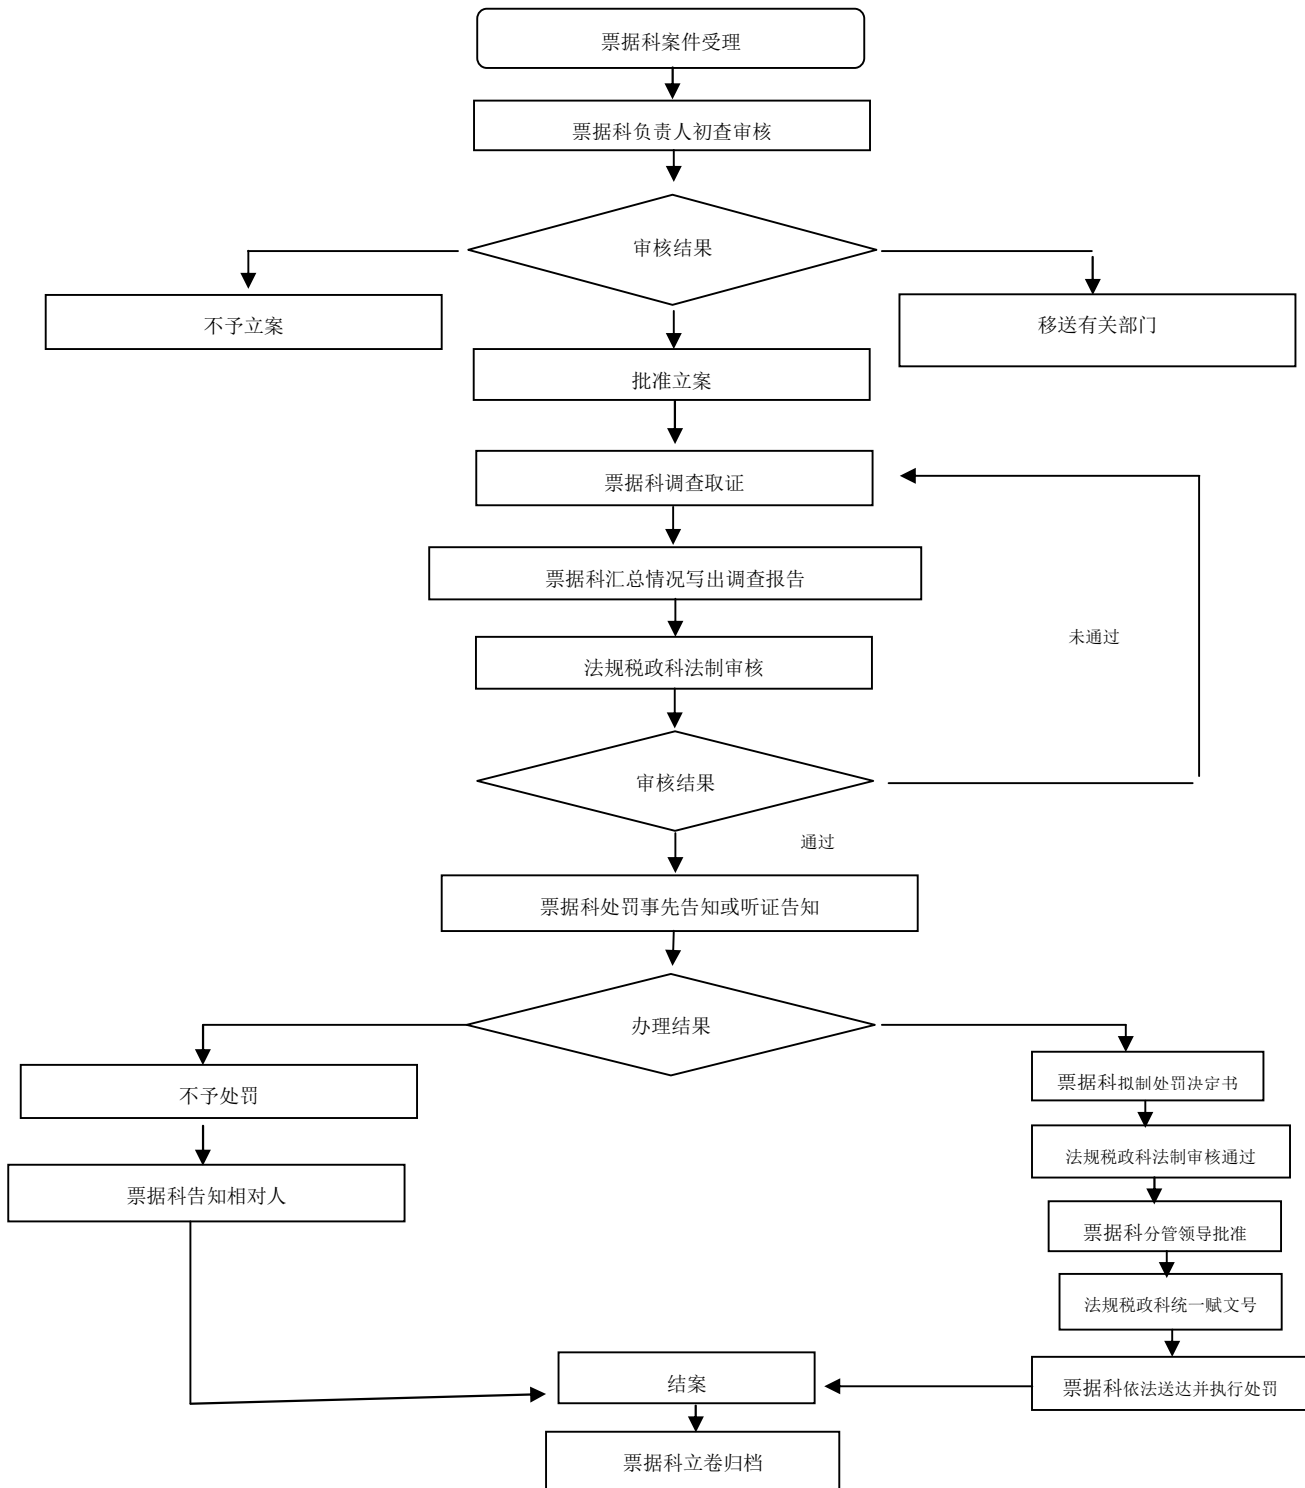 票据科案件受理
票据科负责人初查审核
审核结果
不予立案
移送有关部门
批准立案
票据科调查取证
票据科汇总情况写出调查报告
未通过
法规税政科法制审核
审核结果
通过
票据科处罚事先告知或听证告知
办理结果
不予处罚
票据科拟制处罚决定书
法规税政科法制审核通过
票据科告知相对人
票据科分管领导批准
法规税政科统一赋文号
结案
票据科依法送达并执行处罚
票据科立卷归档